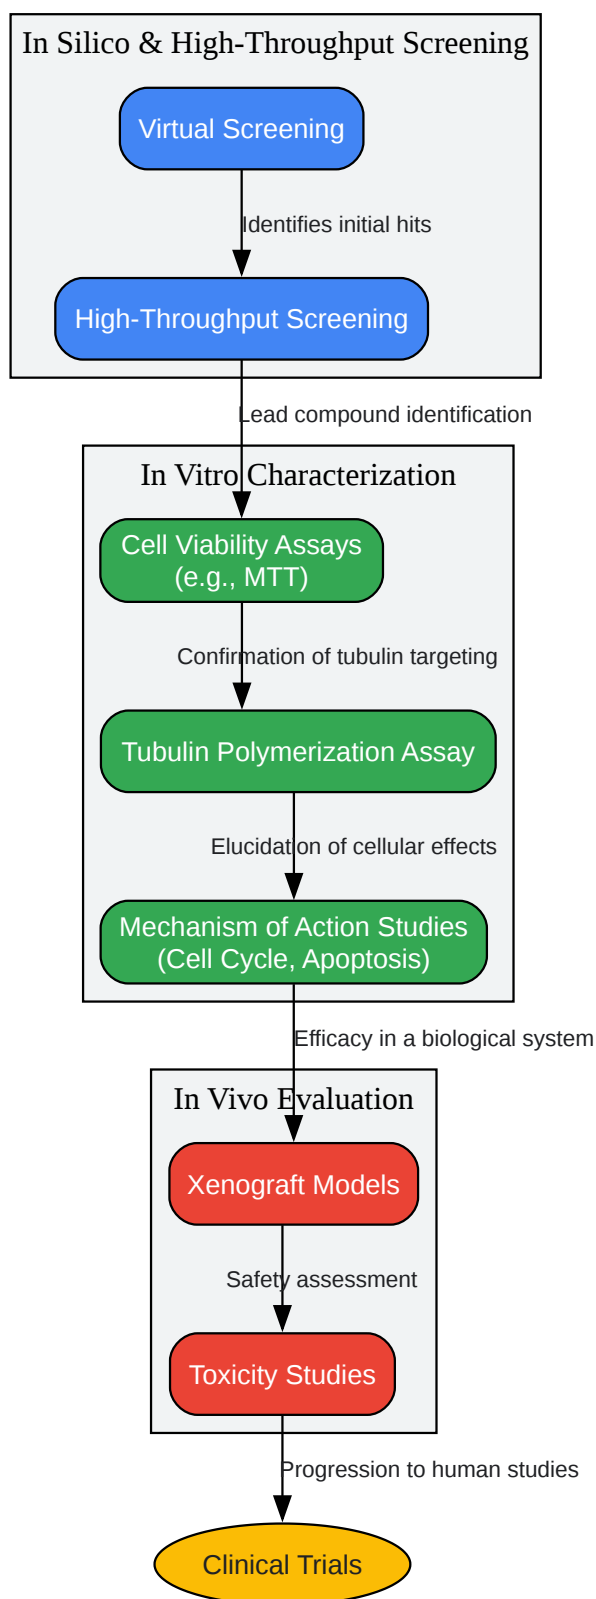 In Silico & High-Throughput Screening
Virtual Screening
Identifies initial hits
High-Throughput Screening
Lead compound identification
In Vitro Characterization
Cell Viability Assays
(e.g., MTT)
Confirmation of tubulin targeting
Tubulin Polymerization Assay
Elucidation of cellular effects
Mechanism of Action Studies
(Cell Cycle, Apoptosis)
Efficacy in a biological system
In Vivo Evaluation
Xenograft Models
Safety assessment
Toxicity Studies
Progression to human studies
Clinical Trials